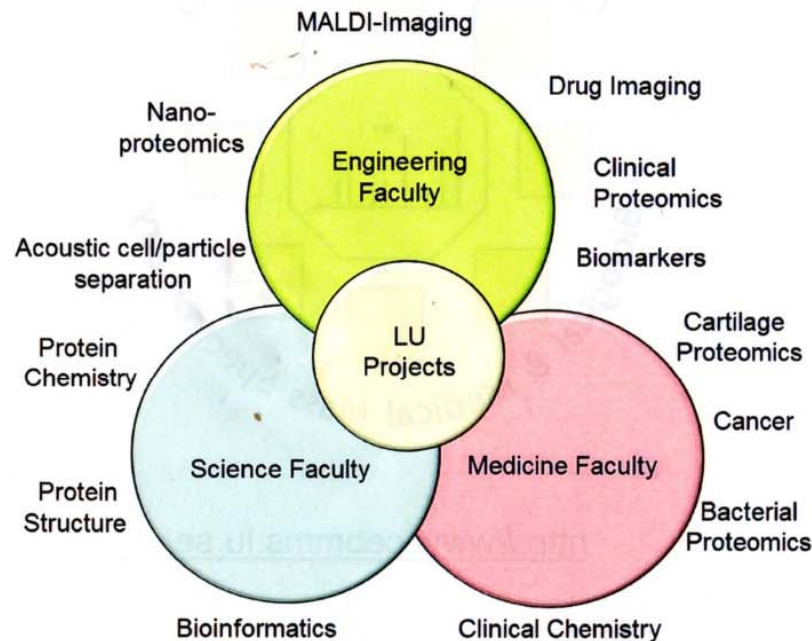 MALDI-Imaging
Drug Imaging
Nano-
proteomics
Engineering
Faculty
Clinical
Proteomics
Acoustic cell/particle
separation
Biomarkers
LU
Projects
Cartilage
Proteomics
Protein
Chemistry
Cancer
Science Faculty
Medicine Faculty
Protein
Structure
Bacterial
Proteomics
Bioinformatics
Clinical Chemistry